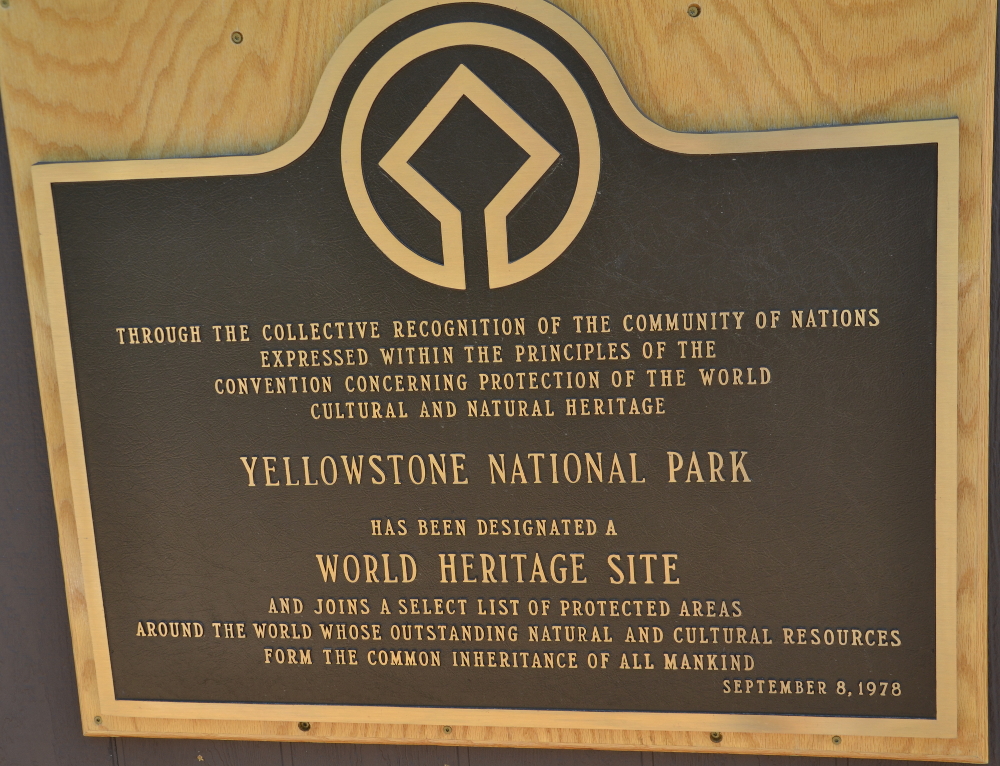 THROUGH THE COLLECTIVE RECOGNITION OF THE COMMUNITY OF NATIONS
EXPRESSED WITHIN THE PRINCIPLES OF THE
CONVENTION CONCERNING PROTECTION OF THE WORLD
CULTURAL AND NATURAL HERITAGE
YELLOWSTONE NATIONAL PARK
HAS BEEN DESIGNATED A
WORLD HERITAGE SITE
AND JOINS A SELECT LIST OF PROTECTED AREAS
AROUND THE WORLD WHOSE OUTSTANDING NATURAL AND CULTURAL RESOURCES
FORM THE COMMON INHERITANCE OF ALL MANKIND
SEPTEMBER 8, 1978